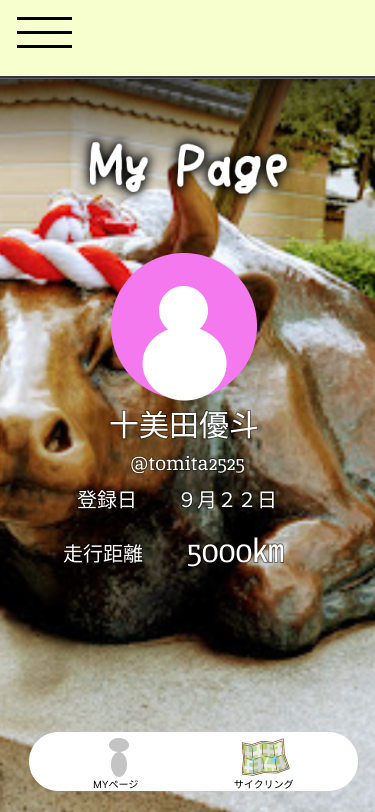 My Page
十美田優斗
@tomita2525
登録日 9月22日
走行距離 5000km
MYページ サイクリング